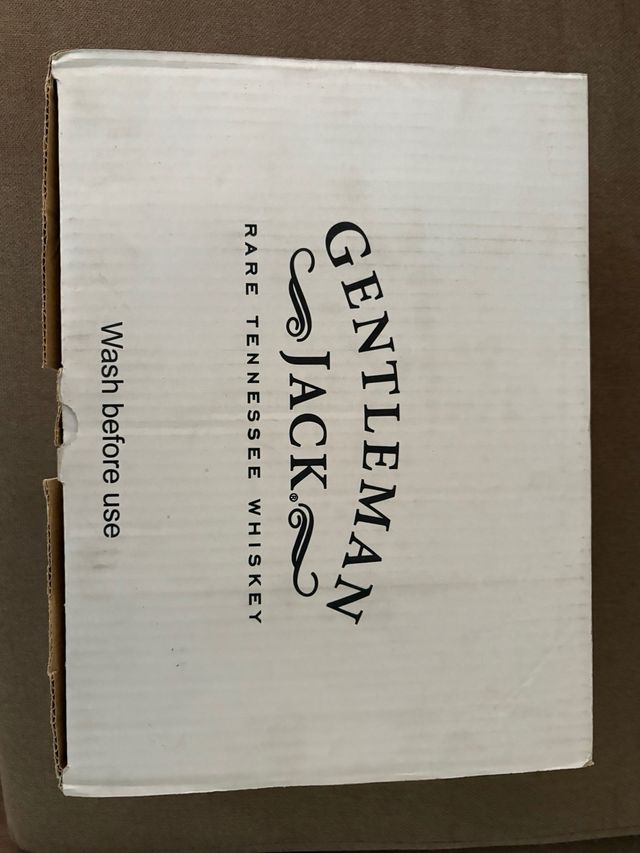 GENTLEMAN
JACK®
RARE TENNESSEE WHISKEY
Wash before use